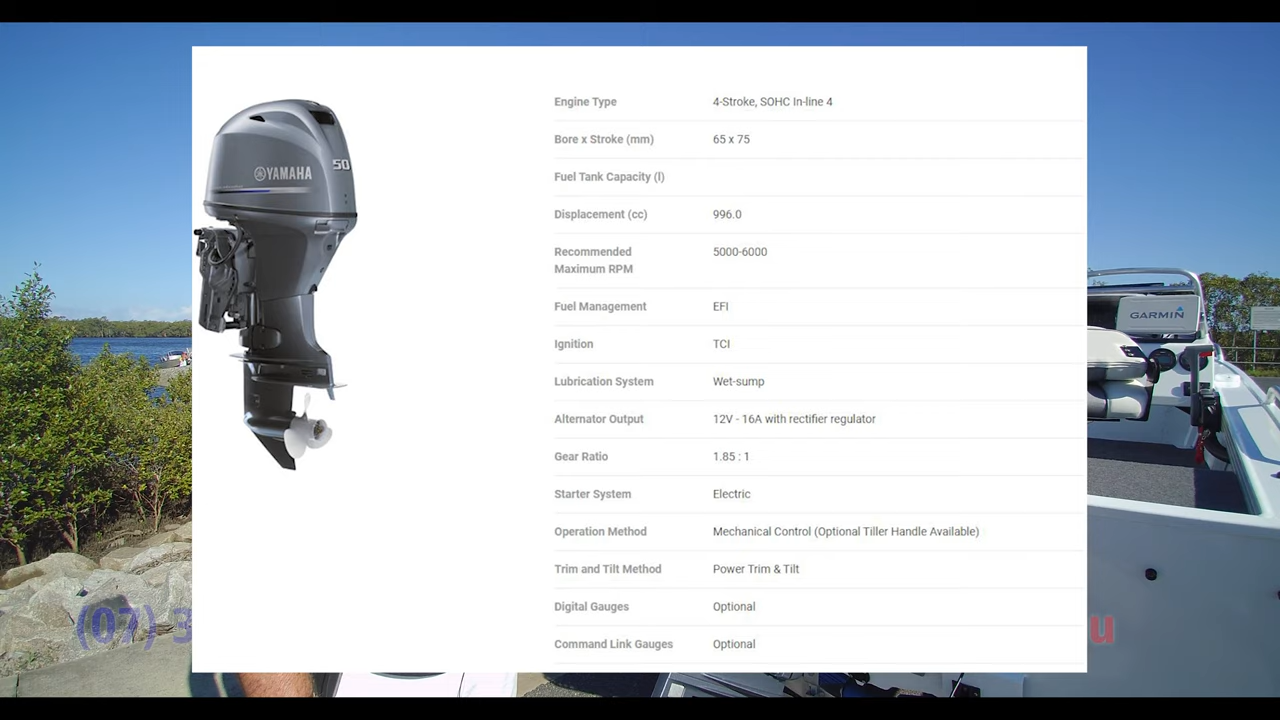 Engine Type 4-Stroke, SOHC In-line 4
Bore x Stroke (mm) 65 x 75
Fuel Tank Capacity (l)
Displacement (cc) 996.0
Recommended 5000-6000
Maximum RPM
Fuel Management EFI
Ignition TCI
Lubrication System Wet-sump
Alternator Output 12V - 16A with rectifier regulator
Gear Ratio 1.85 : 1
Starter System Electric
Operation Method Mechanical Control (Optional Tiller Handle Available)
Trim and Tilt Method Power Trim & Tilt
Digital Gauges Optional
Command Link Gauges Optional
50
YAMAHA
GARMIN
(07) 3
u